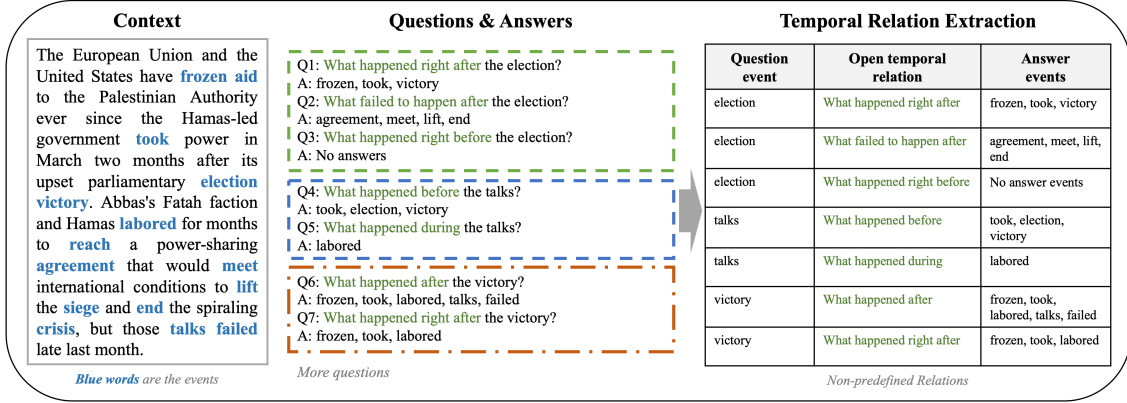 Context
The European Union and the
United States have frozen aid
to the Palestinian Authority
ever since the Hamas-led
government took power in
March two months after its
upset parliamentary election
victory. Abbas's Fatah faction
and Hamas labored for months
to reach a power-sharing
agreement that would meet
international conditions to lift
the siege and end the spiraling
crisis, but those talks failed
late last month.
Blue words are the events
Questions & Answers
Q1: What happened right after the election?
A: frozen, took, victory
Q2: What failed to happen after the election?
A: agreement, meet, lift, end
Q3: What happened right before the election?
A: No answers
Q4: What happened before the talks?
A: took, election, victory
Q5: What happened during the talks?
A: labored
Q6: What happened after the victory?
A: frozen, took, labored, talks, failed
Q7: What happened right after the victory?
A: frozen, took, labored
More questions
Temporal Relation Extraction
Question event | Open temporal relation | Answer events
election | What happened right after | frozen, took, victory
election | What failed to happen after | agreement, meet, lift, end
election | What happened right before | No answer events
talks | What happened before | took, election, victory
talks | What happened during | labored
victory | What happened after | frozen, took, labored, talks, failed
victory | What happened right after | frozen, took, labored
Non-predefined Relations